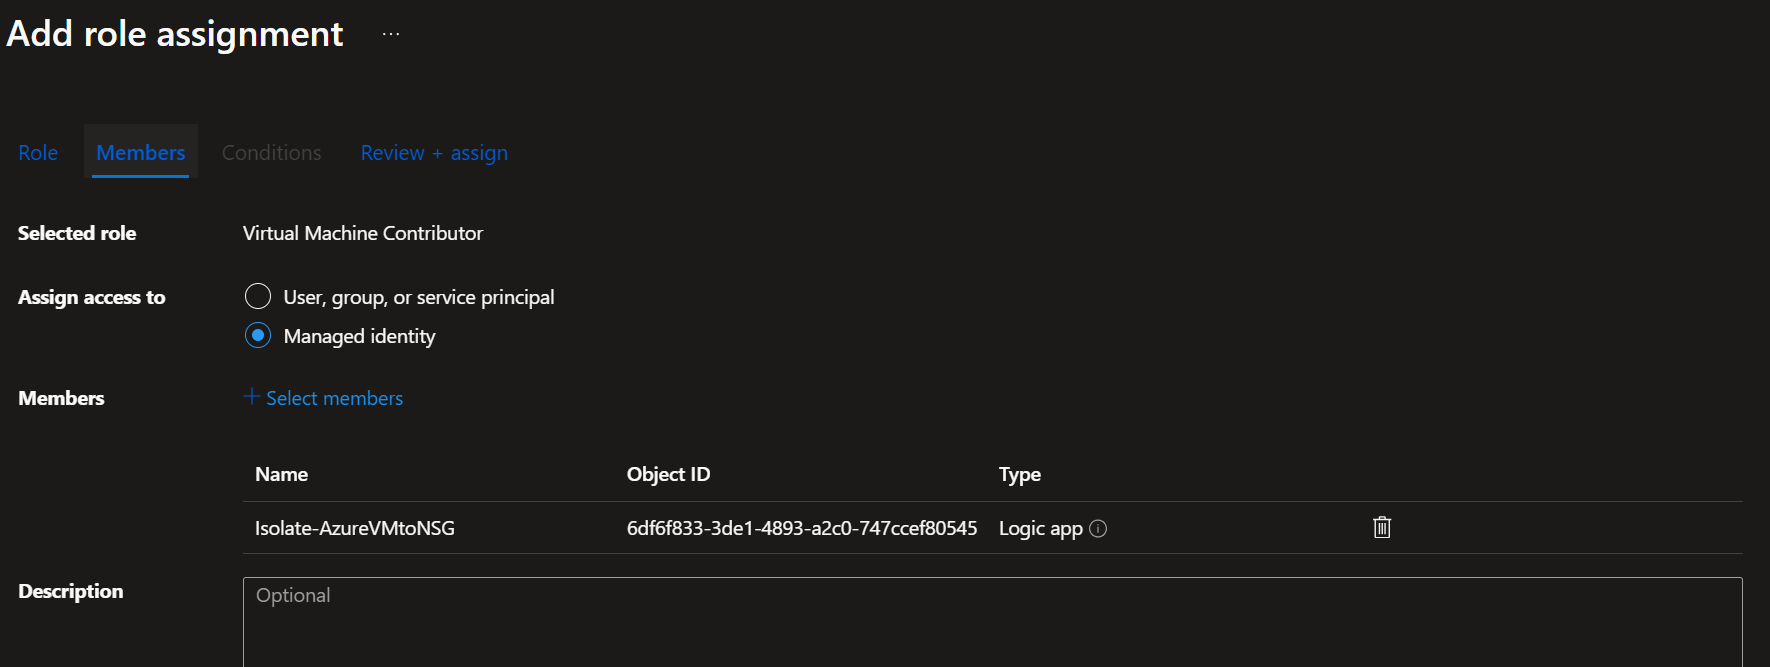 Add role assignment ...
Role Members Conditions Review + assign
Selected role Virtual Machine Contributor
Assign access to User, group, or service principal
Managed identity
Members + Select members
Name Object ID Type
Isolate-AzureVMtoNSG 6df6f833-3de1-4893-a2c0-747ccef80545 Logic app
Description Optional